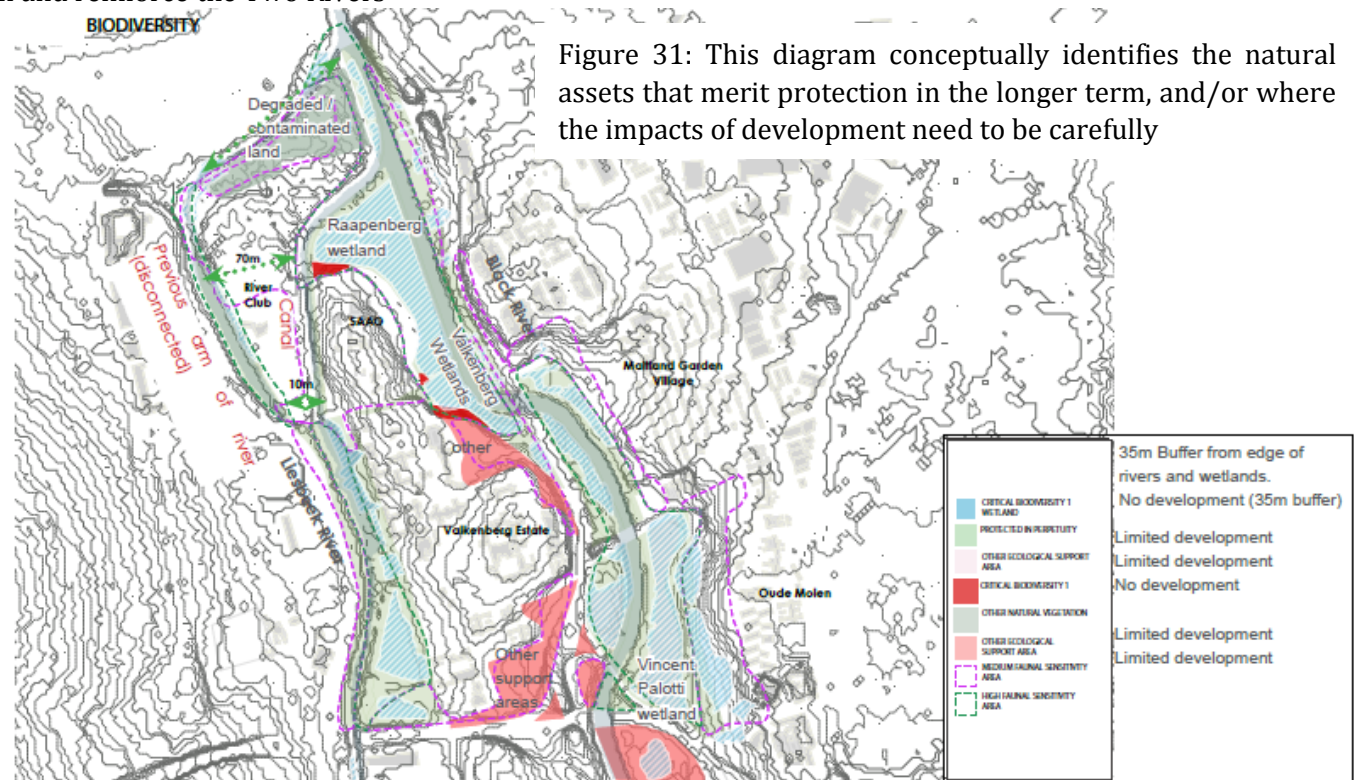 and reinforce the Two Rivers
BIODIVERSITY
Figure 31: This diagram conceptually identifies the natural
assets that merit protection in the longer term, and/or where
the impacts of development need to be carefully
Degraded /
contaminated
land
Raapenberg
wetland
70m
River
Club
Canal
Previous arm of river
(disconnected)
SAAO
Black River
Valkenberg
Wetlands
Maitland Garden
Village
10m
other
Liesbeeck River
Valkenberg Estate
Oude Molen
Other
support
areas
Vincent
Palotti
wetland
CRITICAL BIODIVERSITY 1
WETLAND
PROTECTED IN PERPETUITY
OTHER ECOLOGICAL SUPPORT
AREA
CRITICAL BIODIVERSITY 1
OTHER NATURAL VEGETATION
OTHER ECOLOGICAL
SUPPORT AREA
MEDIUM FAUNAL SENSITIVITY
AREA
HIGH FAUNAL SENSITIVITY
AREA
35m Buffer from edge of
rivers and wetlands.
No development (35m buffer)
Limited development
Limited development
No development
Limited development
Limited development